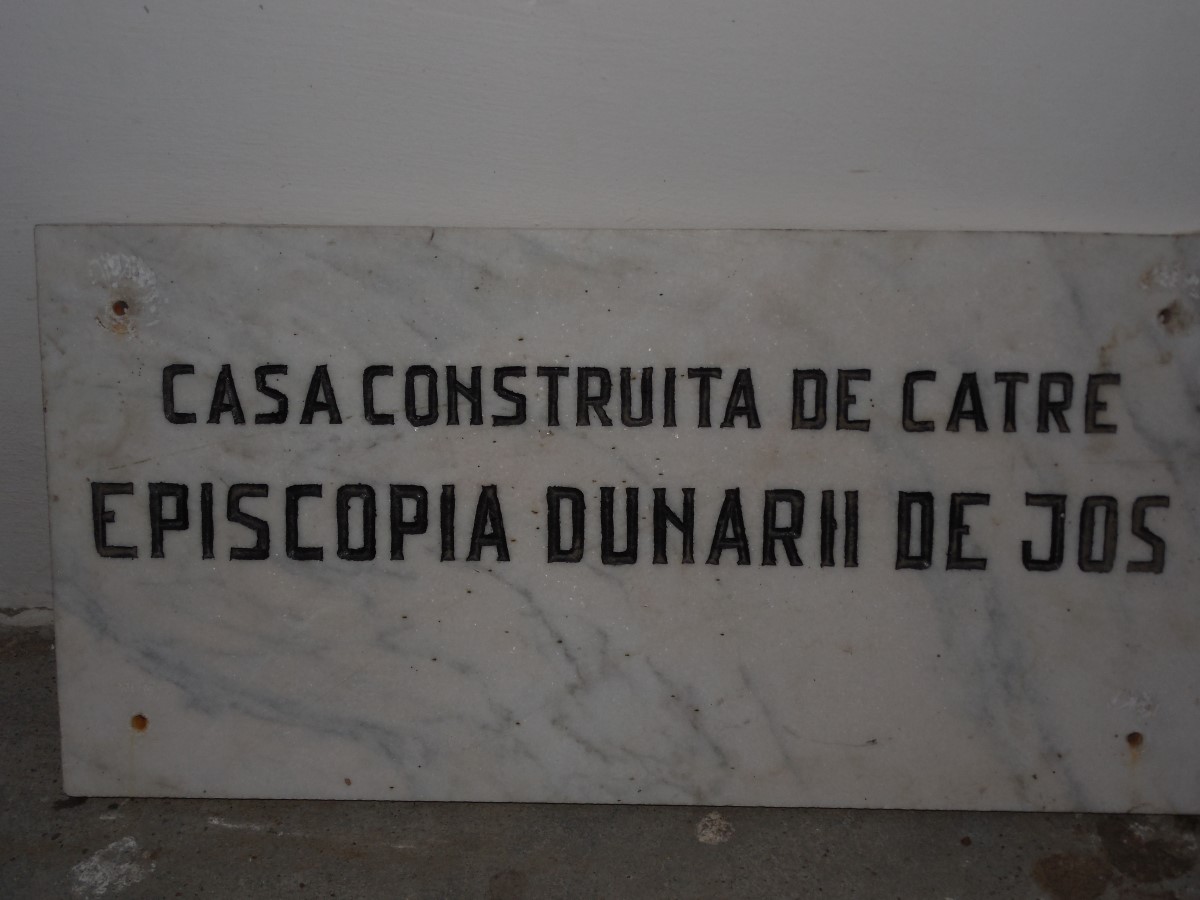 CASA CONSTRUITA DE CATRE
EPISCOPIA DUNARII DE JOS